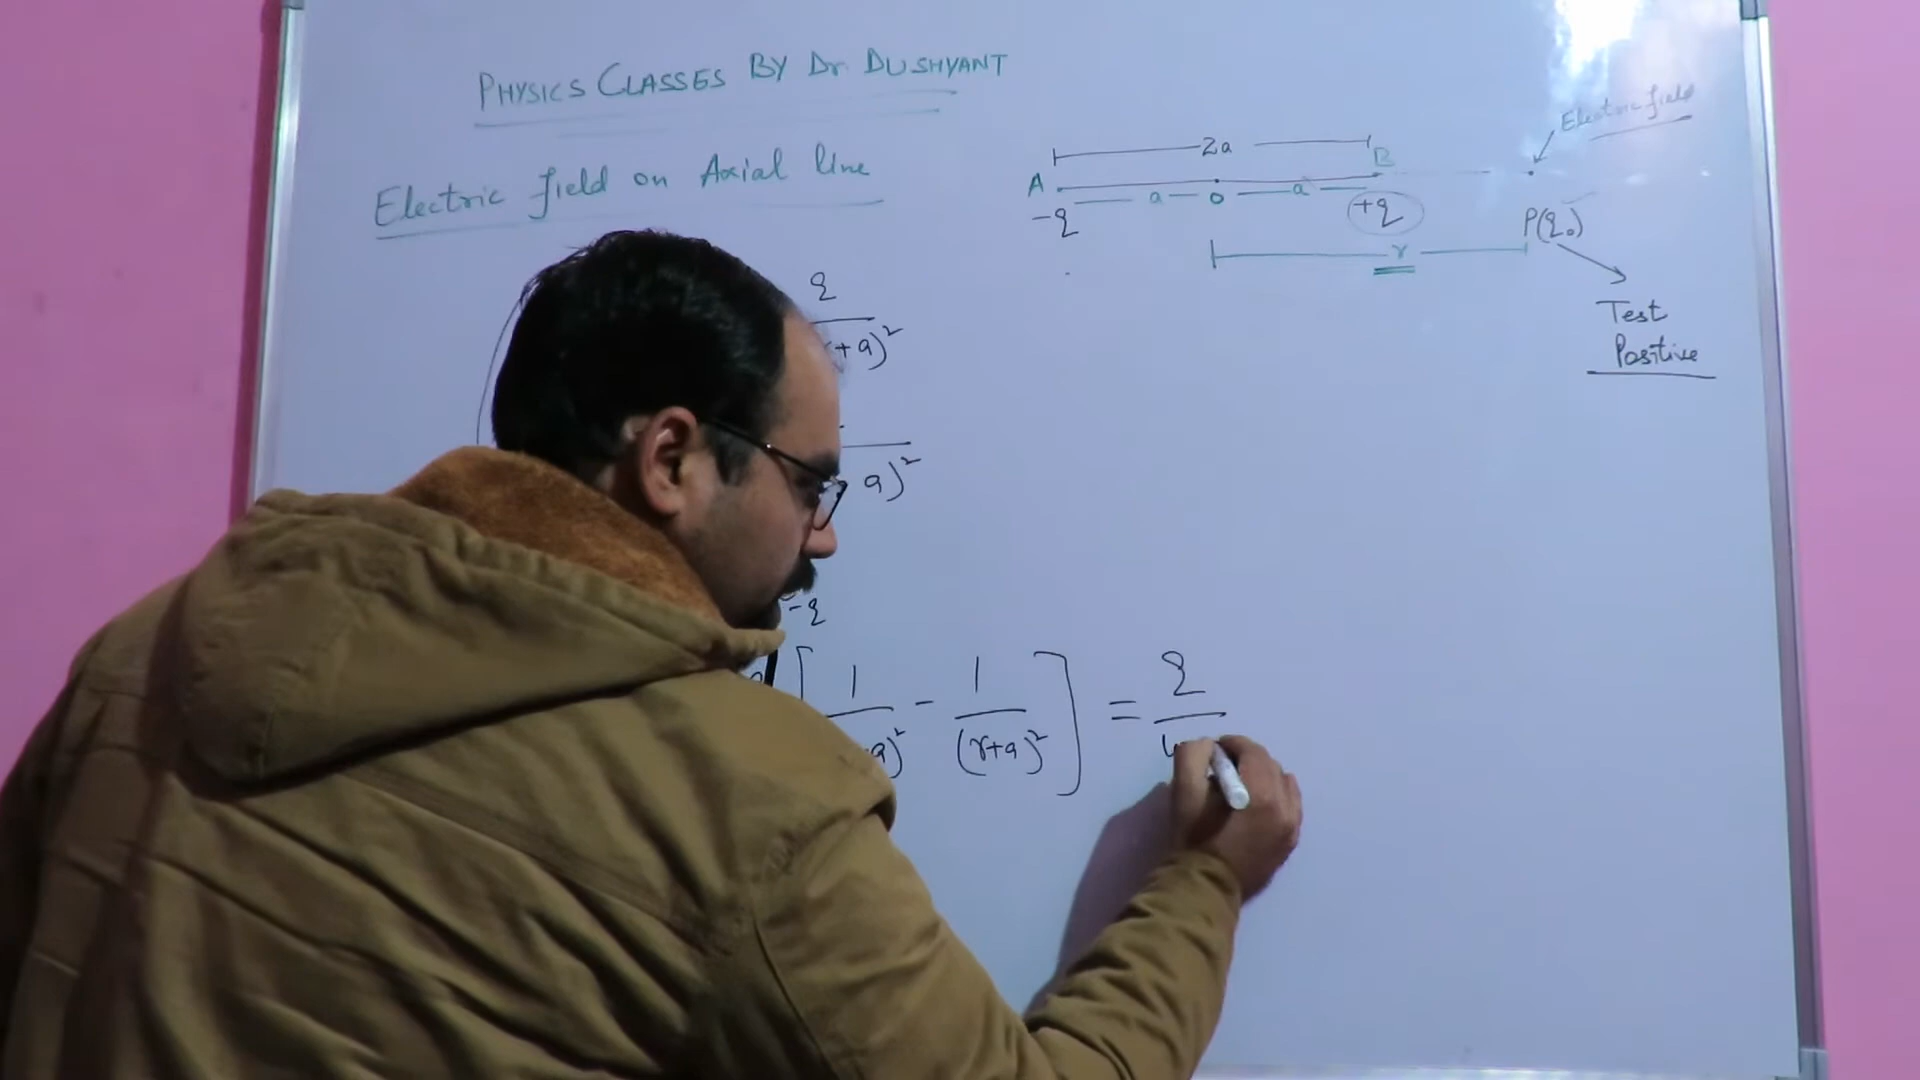 PHYSICS CLASSES BY Dr. DUSHYANT
Electric field on Axial line
Electric field
2a
A B
a o a
-q +q P(q₀)
r
Test
Positive
q
+ a)²
a)²
-q
[ 1 - 1 ] = q
a)² (r+a)² 4